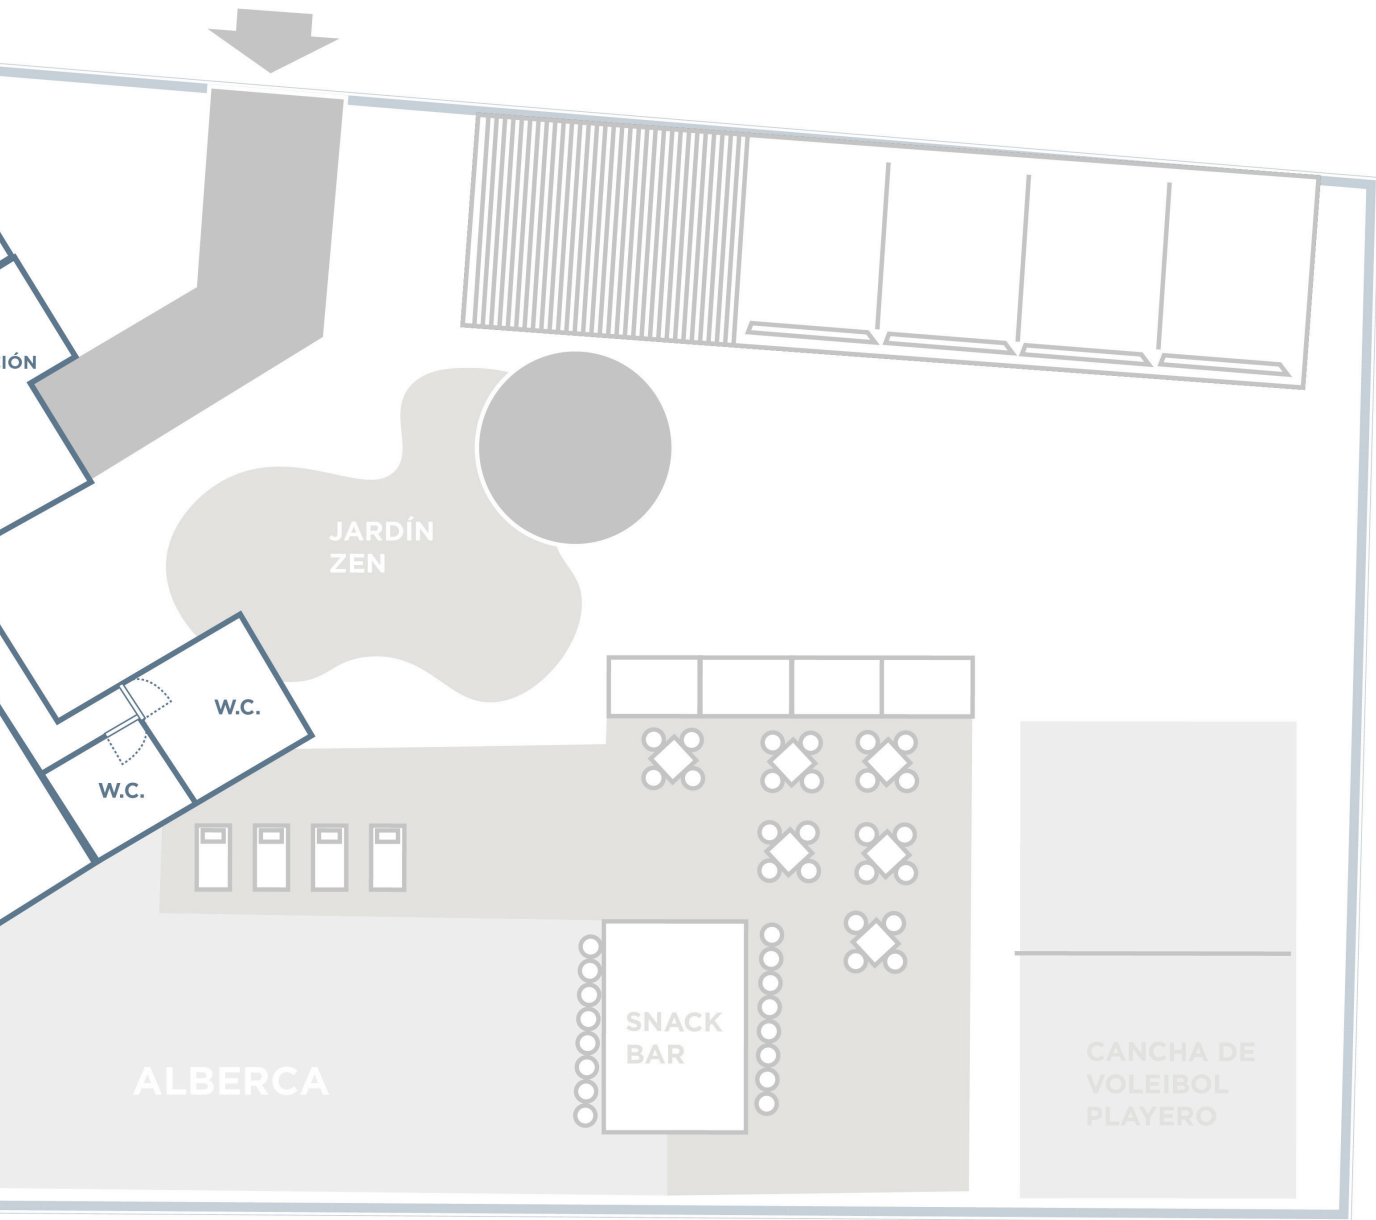 IÓN
JARDÍN
ZEN
W.C.
W.C.
SNACK
BAR
ALBERCA
CANCHA DE
VOLEIBOL
PLAYERO